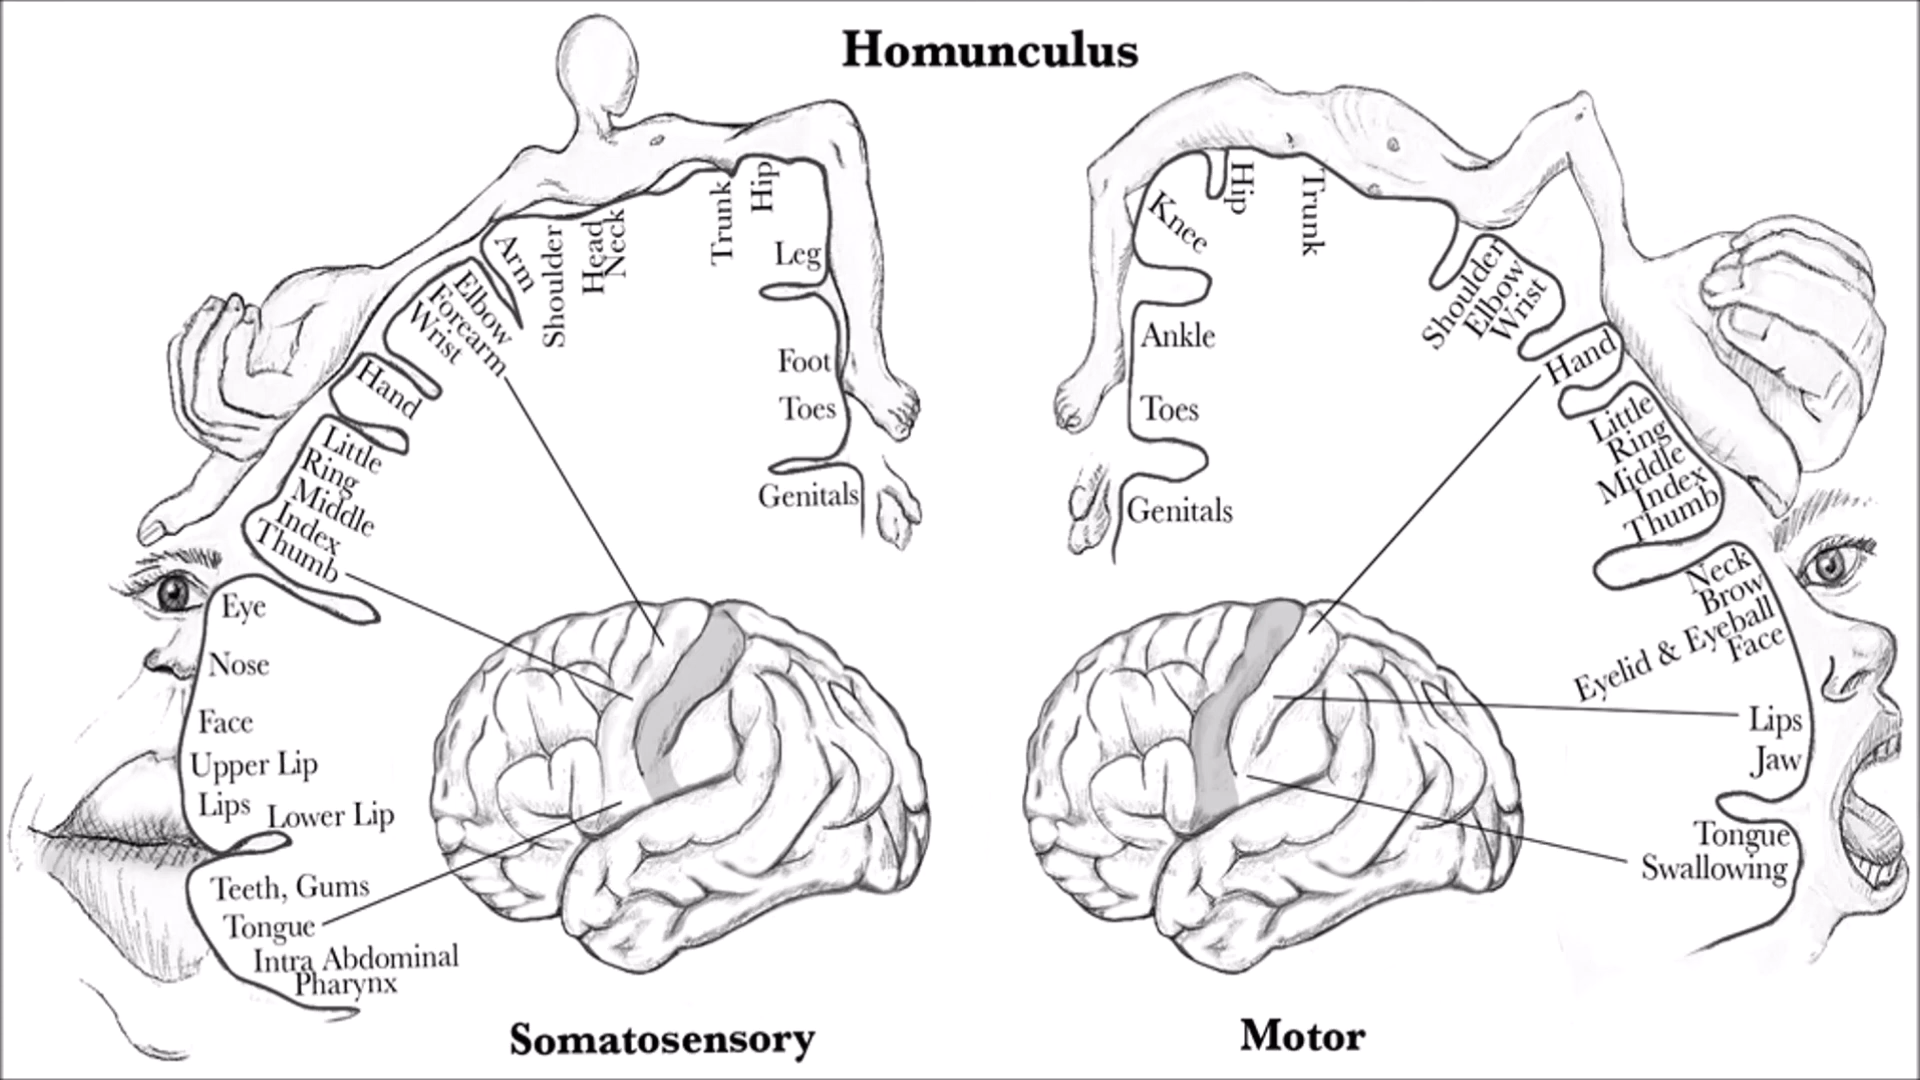 Homunculus
Hip
Trunk
Neck
Head
Shoulder
Arm
Elbow
Forearm
Wrist
Hand
Little
Ring
Middle
Index
Thumb
Eye
Nose
Face
Upper Lip
Lips
Lower Lip
Teeth, Gums
Tongue
Intra Abdominal
Pharynx
Leg
Foot
Toes
Genitals
Somatosensory
Knee
Hip
Trunk
Ankle
Toes
Genitals
Shoulder
Elbow
Wrist
Hand
Little
Ring
Middle
Index
Thumb
Neck
Brow
Eyelid & Eyeball
Face
Lips
Jaw
Tongue
Swallowing
Motor